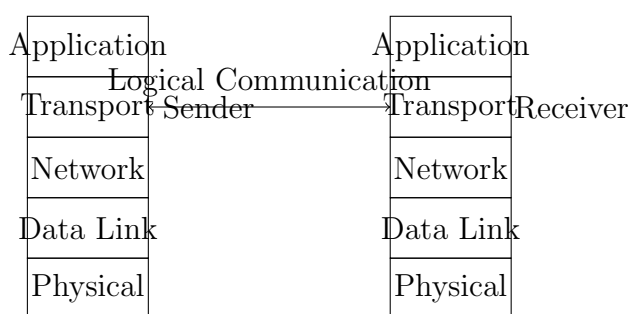 Application
Application
Logical Communication
Transport
Sender
Transport
Receiver
Network
Network
Data Link
Data Link
Physical
Physical